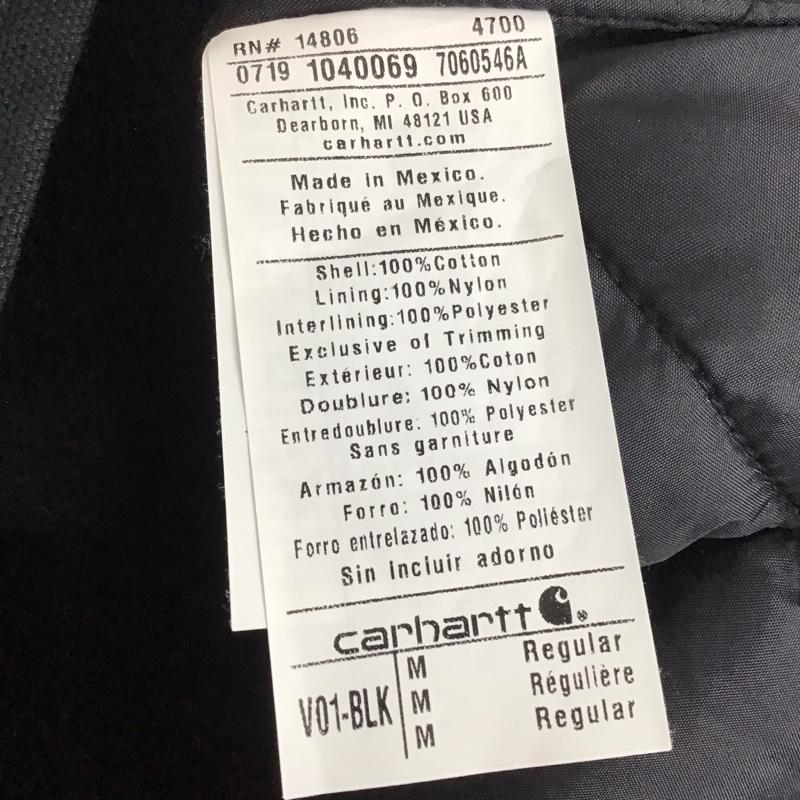 RN# 14806 4700
0719 1040069 7060546A
Carhartt, Inc. P. O. Box 600
Dearborn, MI 48121 USA
carhartt.com
Made in Mexico.
Fabriqué au Mexique.
Hecho en México.
Shell:100%Cotton
Lining:100%Nylon
Interlining:100%Polyester
Exclusive of Trimming
Extérieur: 100%Coton
Doublure: 100% Nylon
Entredoublure: 100% Polyester
Sans garniture
Armazón: 100% Algodón
Forro: 100% Nilón
Forro entrelazado: 100% Poliéster
Sin incluir adorno
carhartt
V01-BLK
M Regular
M Régulière
M Regular